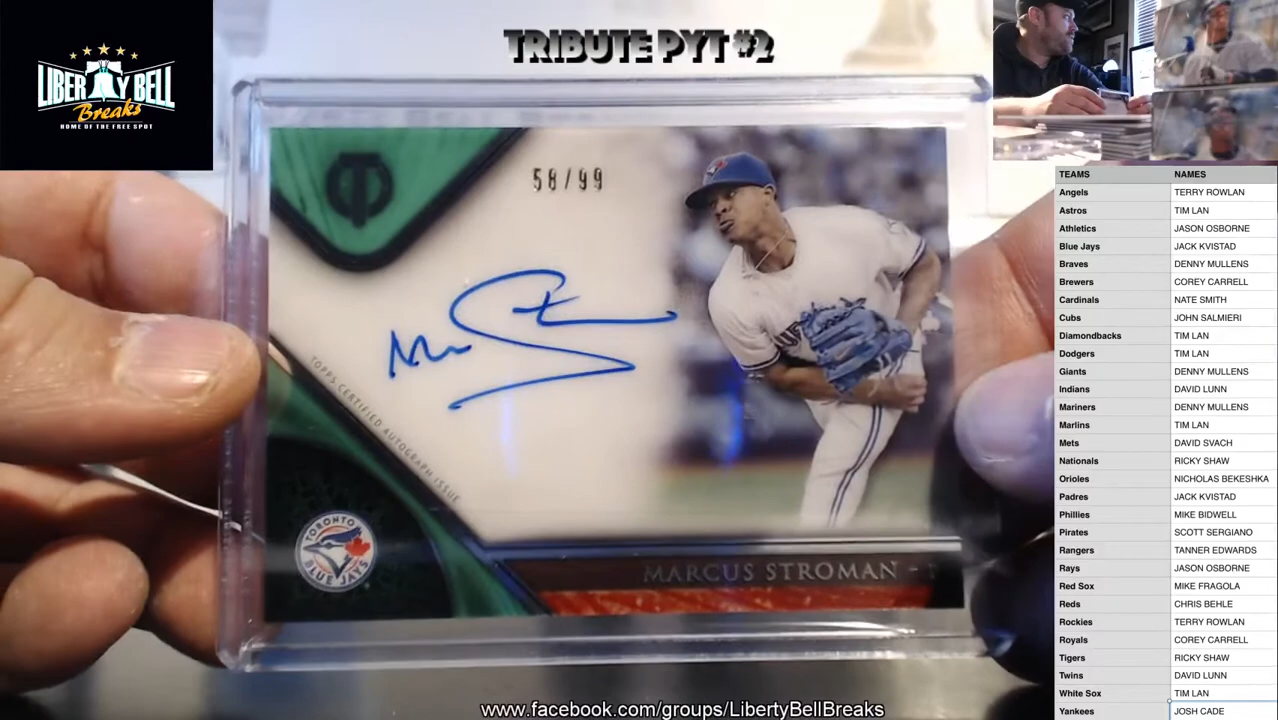 LIBERTY BELL
Breaks
HOME OF THE FREE SPOT
TRIBUTE PYT #2
58/99
TOPPS CERTIFIED AUTOGRAPH ISSUE
TORONTO
BLUE JAYS
MARCUS STROMAN -
www.facebook.com/groups/LibertyBellBreaks
TEAMS NAMES
Angels TERRY ROWLAN
Astros TIM LAN
Athletics JASON OSBORNE
Blue Jays JACK KVISTAD
Braves DENNY MULLENS
Brewers COREY CARRELL
Cardinals NATE SMITH
Cubs JOHN SALMIERI
Diamondbacks TIM LAN
Dodgers TIM LAN
Giants DENNY MULLENS
Indians DAVID LUNN
Mariners DENNY MULLENS
Marlins TIM LAN
Mets DAVID SVACH
Nationals RICKY SHAW
Orioles NICHOLAS BEKESHKA
Padres JACK KVISTAD
Phillies MIKE BIDWELL
Pirates SCOTT SERGIANO
Rangers TANNER EDWARDS
Rays JASON OSBORNE
Red Sox MIKE FRAGOLA
Reds CHRIS BEHLE
Rockies TERRY ROWLAN
Royals COREY CARRELL
Tigers RICKY SHAW
Twins DAVID LUNN
White Sox TIM LAN
Yankees JOSH CADE